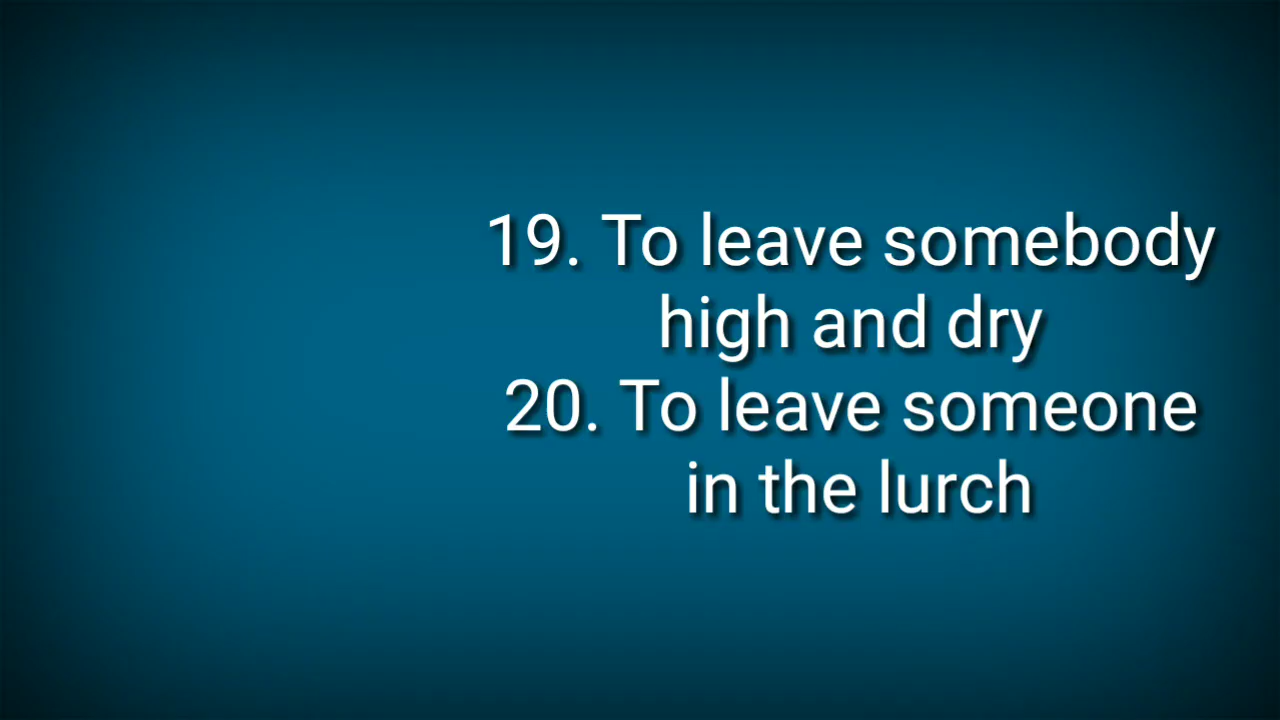 19. To leave somebody
high and dry
20. To leave someone
in the lurch